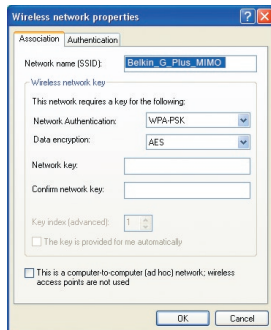 Wireless network properties
Association Authentication
Network name (SSID): Belkin_G_Plus_MIMO
Wireless network key
This network requires a key for the following:
Network Authentication: WPA-PSK
Data encryption: AES
Network key:
Confirm network key:
Key index (advanced): 1
The key is provided for me automatically
This is a computer-to-computer (ad hoc) network; wireless
access points are not used
OK Cancel